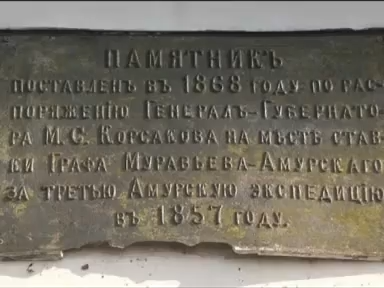 ПАМЯТНИКЪ
ПОСТАВЛЕНЪ ВЪ 1868 ГОДУ ПО РАС-
ПОРЯЖЕНІЮ ГЕНЕРАЛЪ-ГУБЕРНАТО-
РА М.С. КОРСАКОВА НА МѢСТѢ СТАВ-
КИ ГРАФА МУРАВЬЕВА-АМУРСКАГО
ЗА ТРЕТЬЮ АМУРСКУЮ ЭКСПЕДИЦІЮ
ВЪ 1857 ГОДУ.